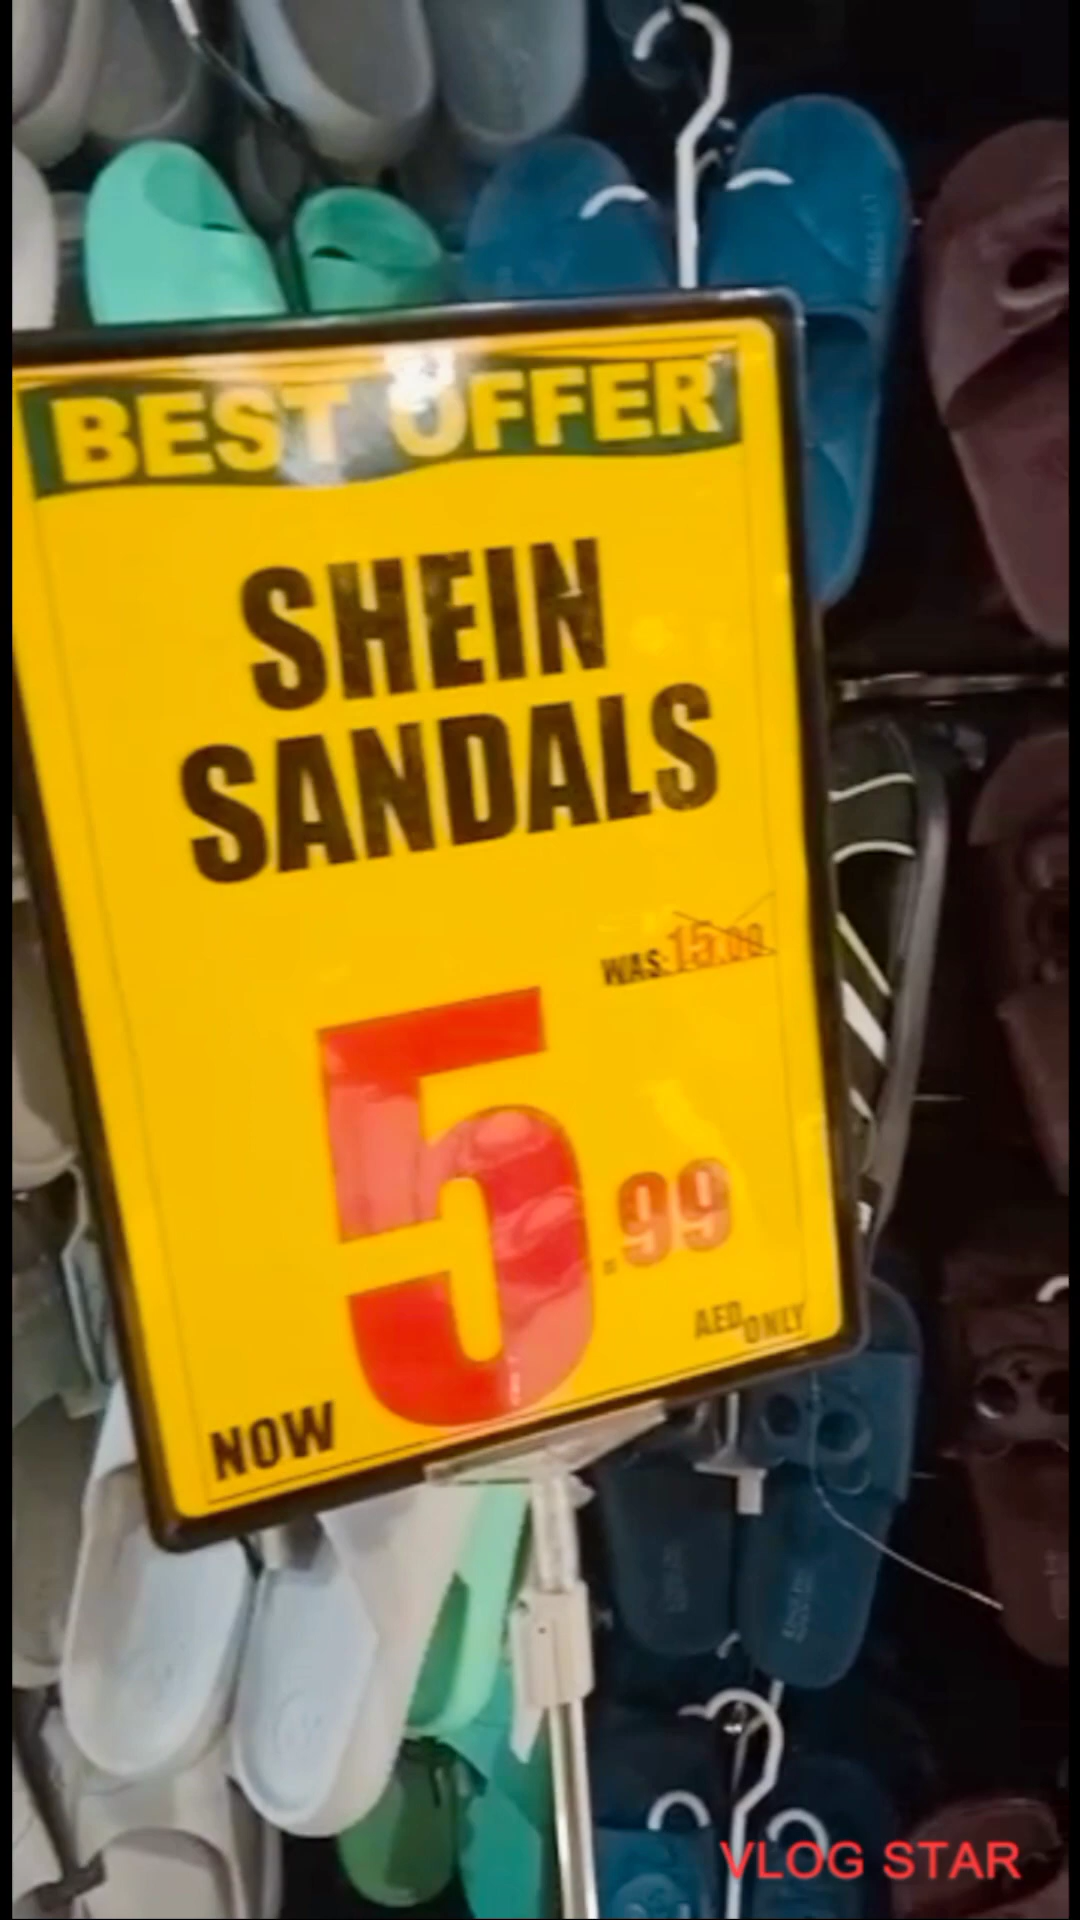 BEST OFFER
SHEIN
SANDALS
WAS:15.00
5.99
AED ONLY
NOW
VLOG STAR